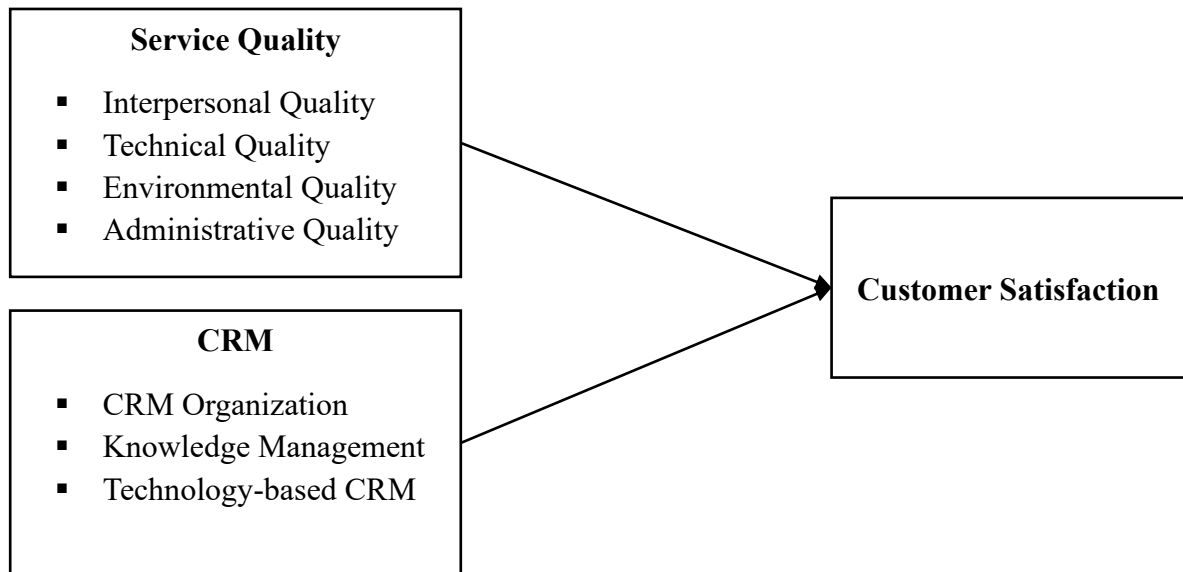 Service Quality
▪ Interpersonal Quality
▪ Technical Quality
▪ Environmental Quality
▪ Administrative Quality
CRM
▪ CRM Organization
▪ Knowledge Management
▪ Technology-based CRM
Customer Satisfaction